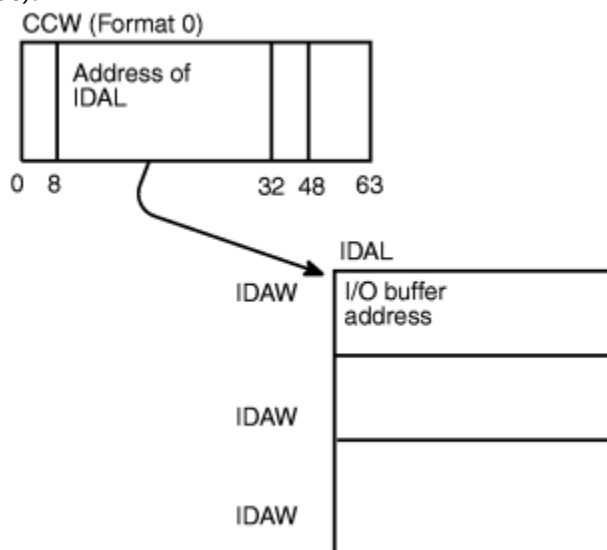 CCW (Format 0)
Address of
IDAL
0 8 32 48 63
IDAL
IDAW
I/O buffer
address
IDAW
IDAW